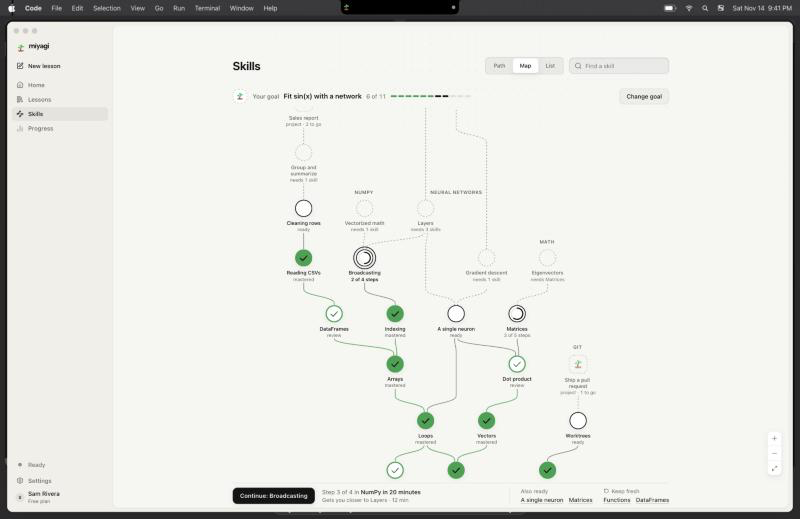 Code File Edit Selection View Go Run Terminal Window Help
Sat Nov 14 9:41 PM
miyagi
New lesson
Home
Lessons
Skills
Progress
Ready
Settings
Sam Rivera
Free plan
Skills
Path Map List
Find a skill
Your goal Fit sin(x) with a network 6 of 11
Change goal
Sales report
project · 2 to go
Group and
summarize
needs 1 skill
NUMPY
NEURAL NETWORKS
Cleaning rows
ready
Vectorized math
needs 1 skill
Layers
needs 3 skills
MATH
Reading CSVs
mastered
Broadcasting
2 of 4 steps
Gradient descent
needs 1 skill
Eigenvectors
needs Matrices
DataFrames
review
Indexing
mastered
A single neuron
ready
Matrices
3 of 5 steps
GIT
Arrays
mastered
Dot product
review
Ship a pull
request
project · 1 to go
Loops
mastered
Vectors
mastered
Worktrees
ready
Continue: Broadcasting
Step 3 of 4 in NumPy in 20 minutes
Gets you closer to Layers · 12 min
Also ready
A single neuron Matrices
Keep fresh
Functions DataFrames